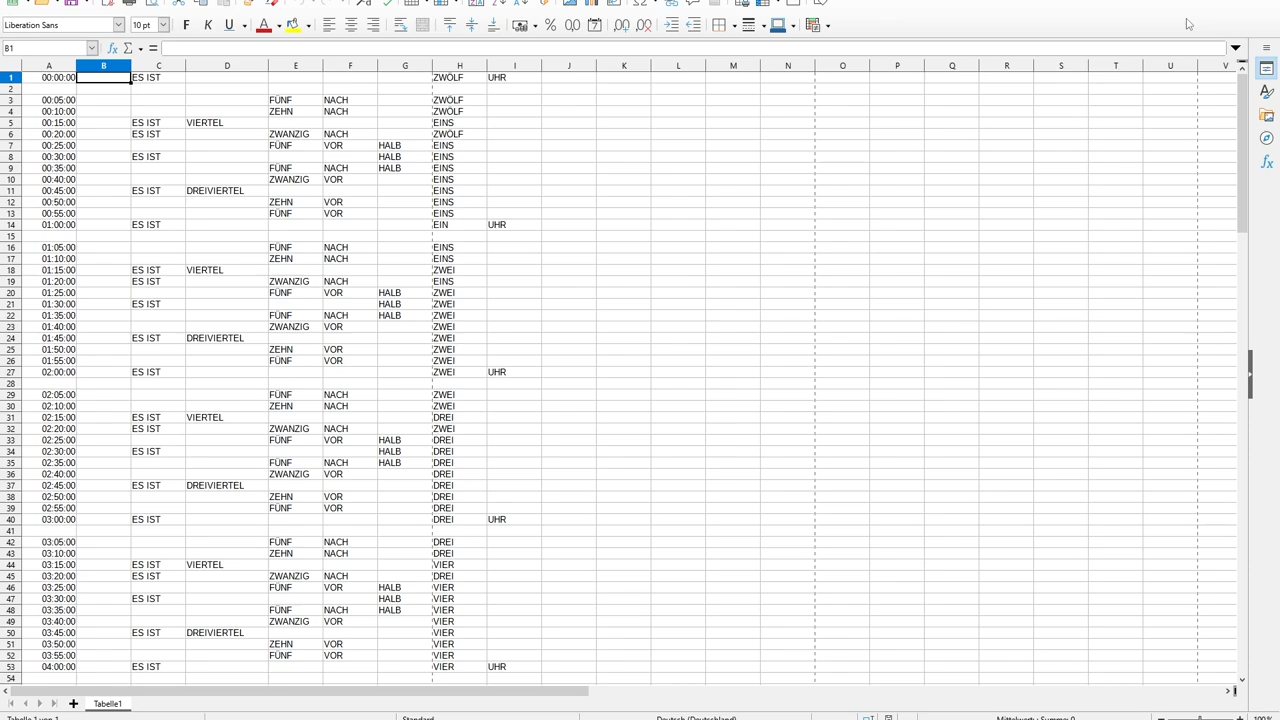 Liberation Sans 10 pt
B1
A B C D E F G H I J K L M N O P Q R S T U V
1 00:00:00 ES IST ZWÖLF UHR
2
3 00:05:00 FÜNF NACH ZWÖLF
4 00:10:00 ZEHN NACH ZWÖLF
5 00:15:00 ES IST VIERTEL EINS
6 00:20:00 ES IST ZWANZIG NACH ZWÖLF
7 00:25:00 FÜNF VOR HALB EINS
8 00:30:00 ES IST HALB EINS
9 00:35:00 FÜNF NACH HALB EINS
10 00:40:00 ZWANZIG VOR EINS
11 00:45:00 ES IST DREIVIERTEL EINS
12 00:50:00 ZEHN VOR EINS
13 00:55:00 FÜNF VOR EINS
14 01:00:00 ES IST EIN UHR
15
16 01:05:00 FÜNF NACH EINS
17 01:10:00 ZEHN NACH EINS
18 01:15:00 ES IST VIERTEL ZWEI
19 01:20:00 ES IST ZWANZIG NACH EINS
20 01:25:00 FÜNF VOR HALB ZWEI
21 01:30:00 ES IST HALB ZWEI
22 01:35:00 FÜNF NACH HALB ZWEI
23 01:40:00 ZWANZIG VOR ZWEI
24 01:45:00 ES IST DREIVIERTEL ZWEI
25 01:50:00 ZEHN VOR ZWEI
26 01:55:00 FÜNF VOR ZWEI
27 02:00:00 ES IST ZWEI UHR
28
29 02:05:00 FÜNF NACH ZWEI
30 02:10:00 ZEHN NACH ZWEI
31 02:15:00 ES IST VIERTEL DREI
32 02:20:00 ES IST ZWANZIG NACH ZWEI
33 02:25:00 FÜNF VOR HALB DREI
34 02:30:00 ES IST HALB DREI
35 02:35:00 FÜNF NACH HALB DREI
36 02:40:00 ZWANZIG VOR DREI
37 02:45:00 ES IST DREIVIERTEL DREI
38 02:50:00 ZEHN VOR DREI
39 02:55:00 FÜNF VOR DREI
40 03:00:00 ES IST DREI UHR
41
42 03:05:00 FÜNF NACH DREI
43 03:10:00 ZEHN NACH DREI
44 03:15:00 ES IST VIERTEL VIER
45 03:20:00 ES IST ZWANZIG NACH DREI
46 03:25:00 FÜNF VOR HALB VIER
47 03:30:00 ES IST HALB VIER
48 03:35:00 FÜNF NACH HALB VIER
49 03:40:00 ZWANZIG VOR VIER
50 03:45:00 ES IST DREIVIERTEL VIER
51 03:50:00 ZEHN VOR VIER
52 03:55:00 FÜNF VOR VIER
53 04:00:00 ES IST VIER UHR
54
Tabelle1
Tabelle 1 von 1 Standard Deutsch (Deutschland) Mittelwert: ; Summe: 0 100%